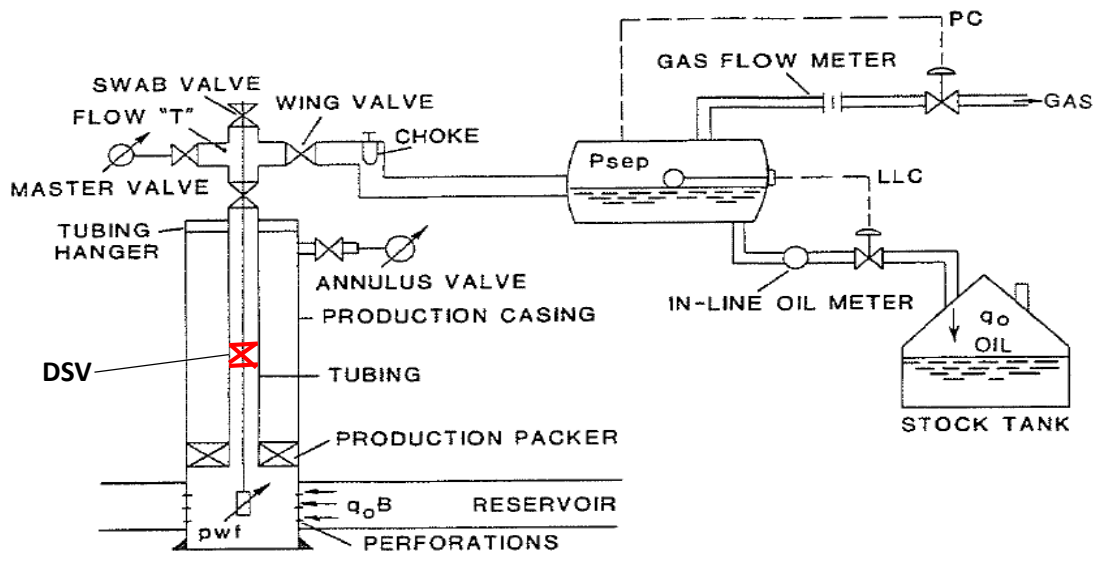 PC
GAS FLOW METER
SWAB VALVE
WING VALVE
FLOW "T"
CHOKE
GAS
Psep
MASTER VALVE
LLC
TUBING
HANGER
ANNULUS VALVE
IN-LINE OIL METER
PRODUCTION CASING
qo
OIL
DSV
TUBING
STOCK TANK
PRODUCTION PACKER
qoB
RESERVOIR
pwf
PERFORATIONS